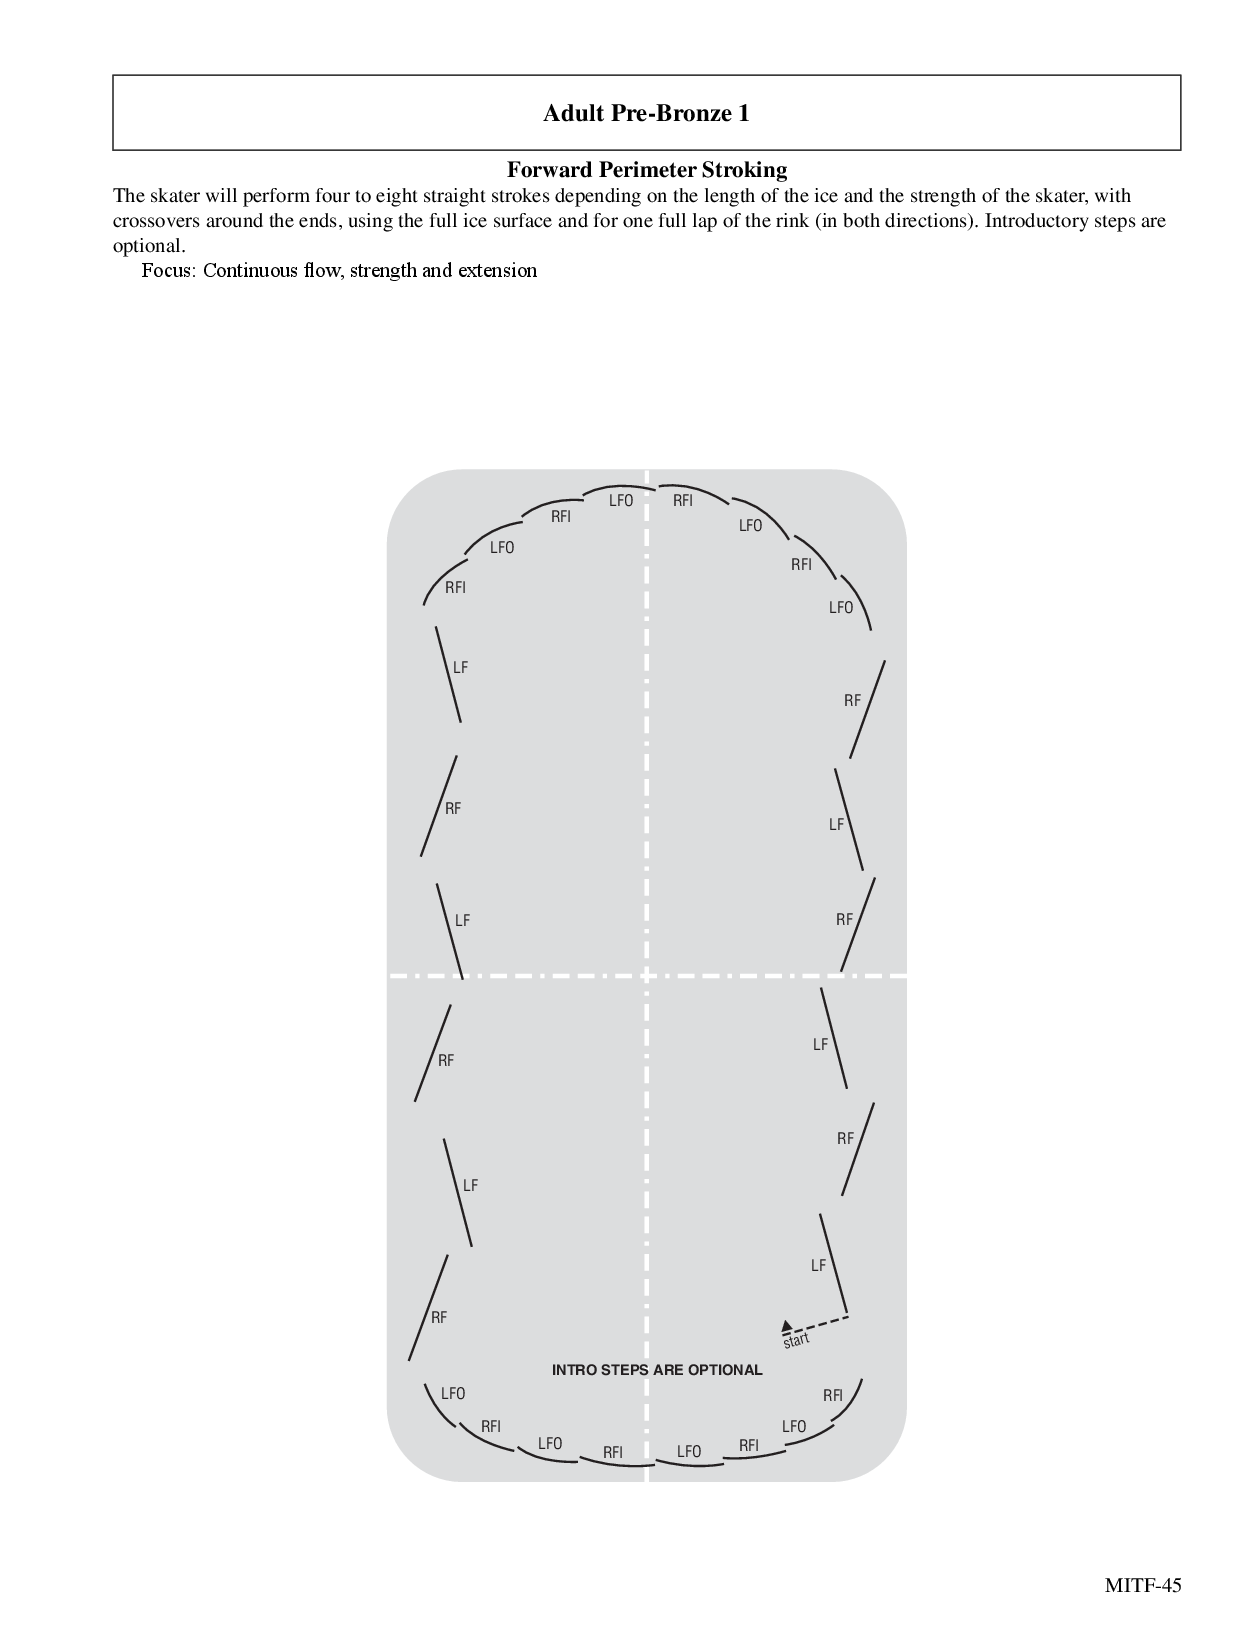 Adult Pre-Bronze 1
Forward Perimeter Stroking
The skater will perform four to eight straight strokes depending on the length of the ice and the strength of the skater, with
crossovers around the ends, using the full ice surface and for one full lap of the rink (in both directions). Introductory steps are
optional.
Focus: Continuous flow, strength and extension
LFO
RFI
RFI
LFO
LFO
RFI
RFI
LFO
LF
RF
RF
LF
LF
RF
RF
LF
RF
LF
LF
RF
start
INTRO STEPS ARE OPTIONAL
LFO
RFI
RFI
LFO
LFO
RFI
RFI
LFO
MITF-45